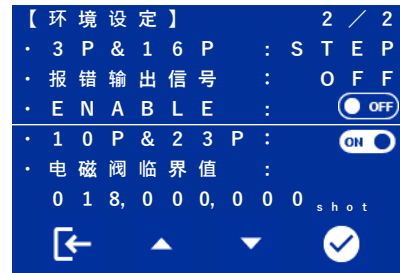 【环境设定】 2／2
・3P&16P : STEP
・报错输出信号 : OFF
・ENABLE : OFF
・10P&23P : ON
・电磁阀临界值 :
018,000,000 shot